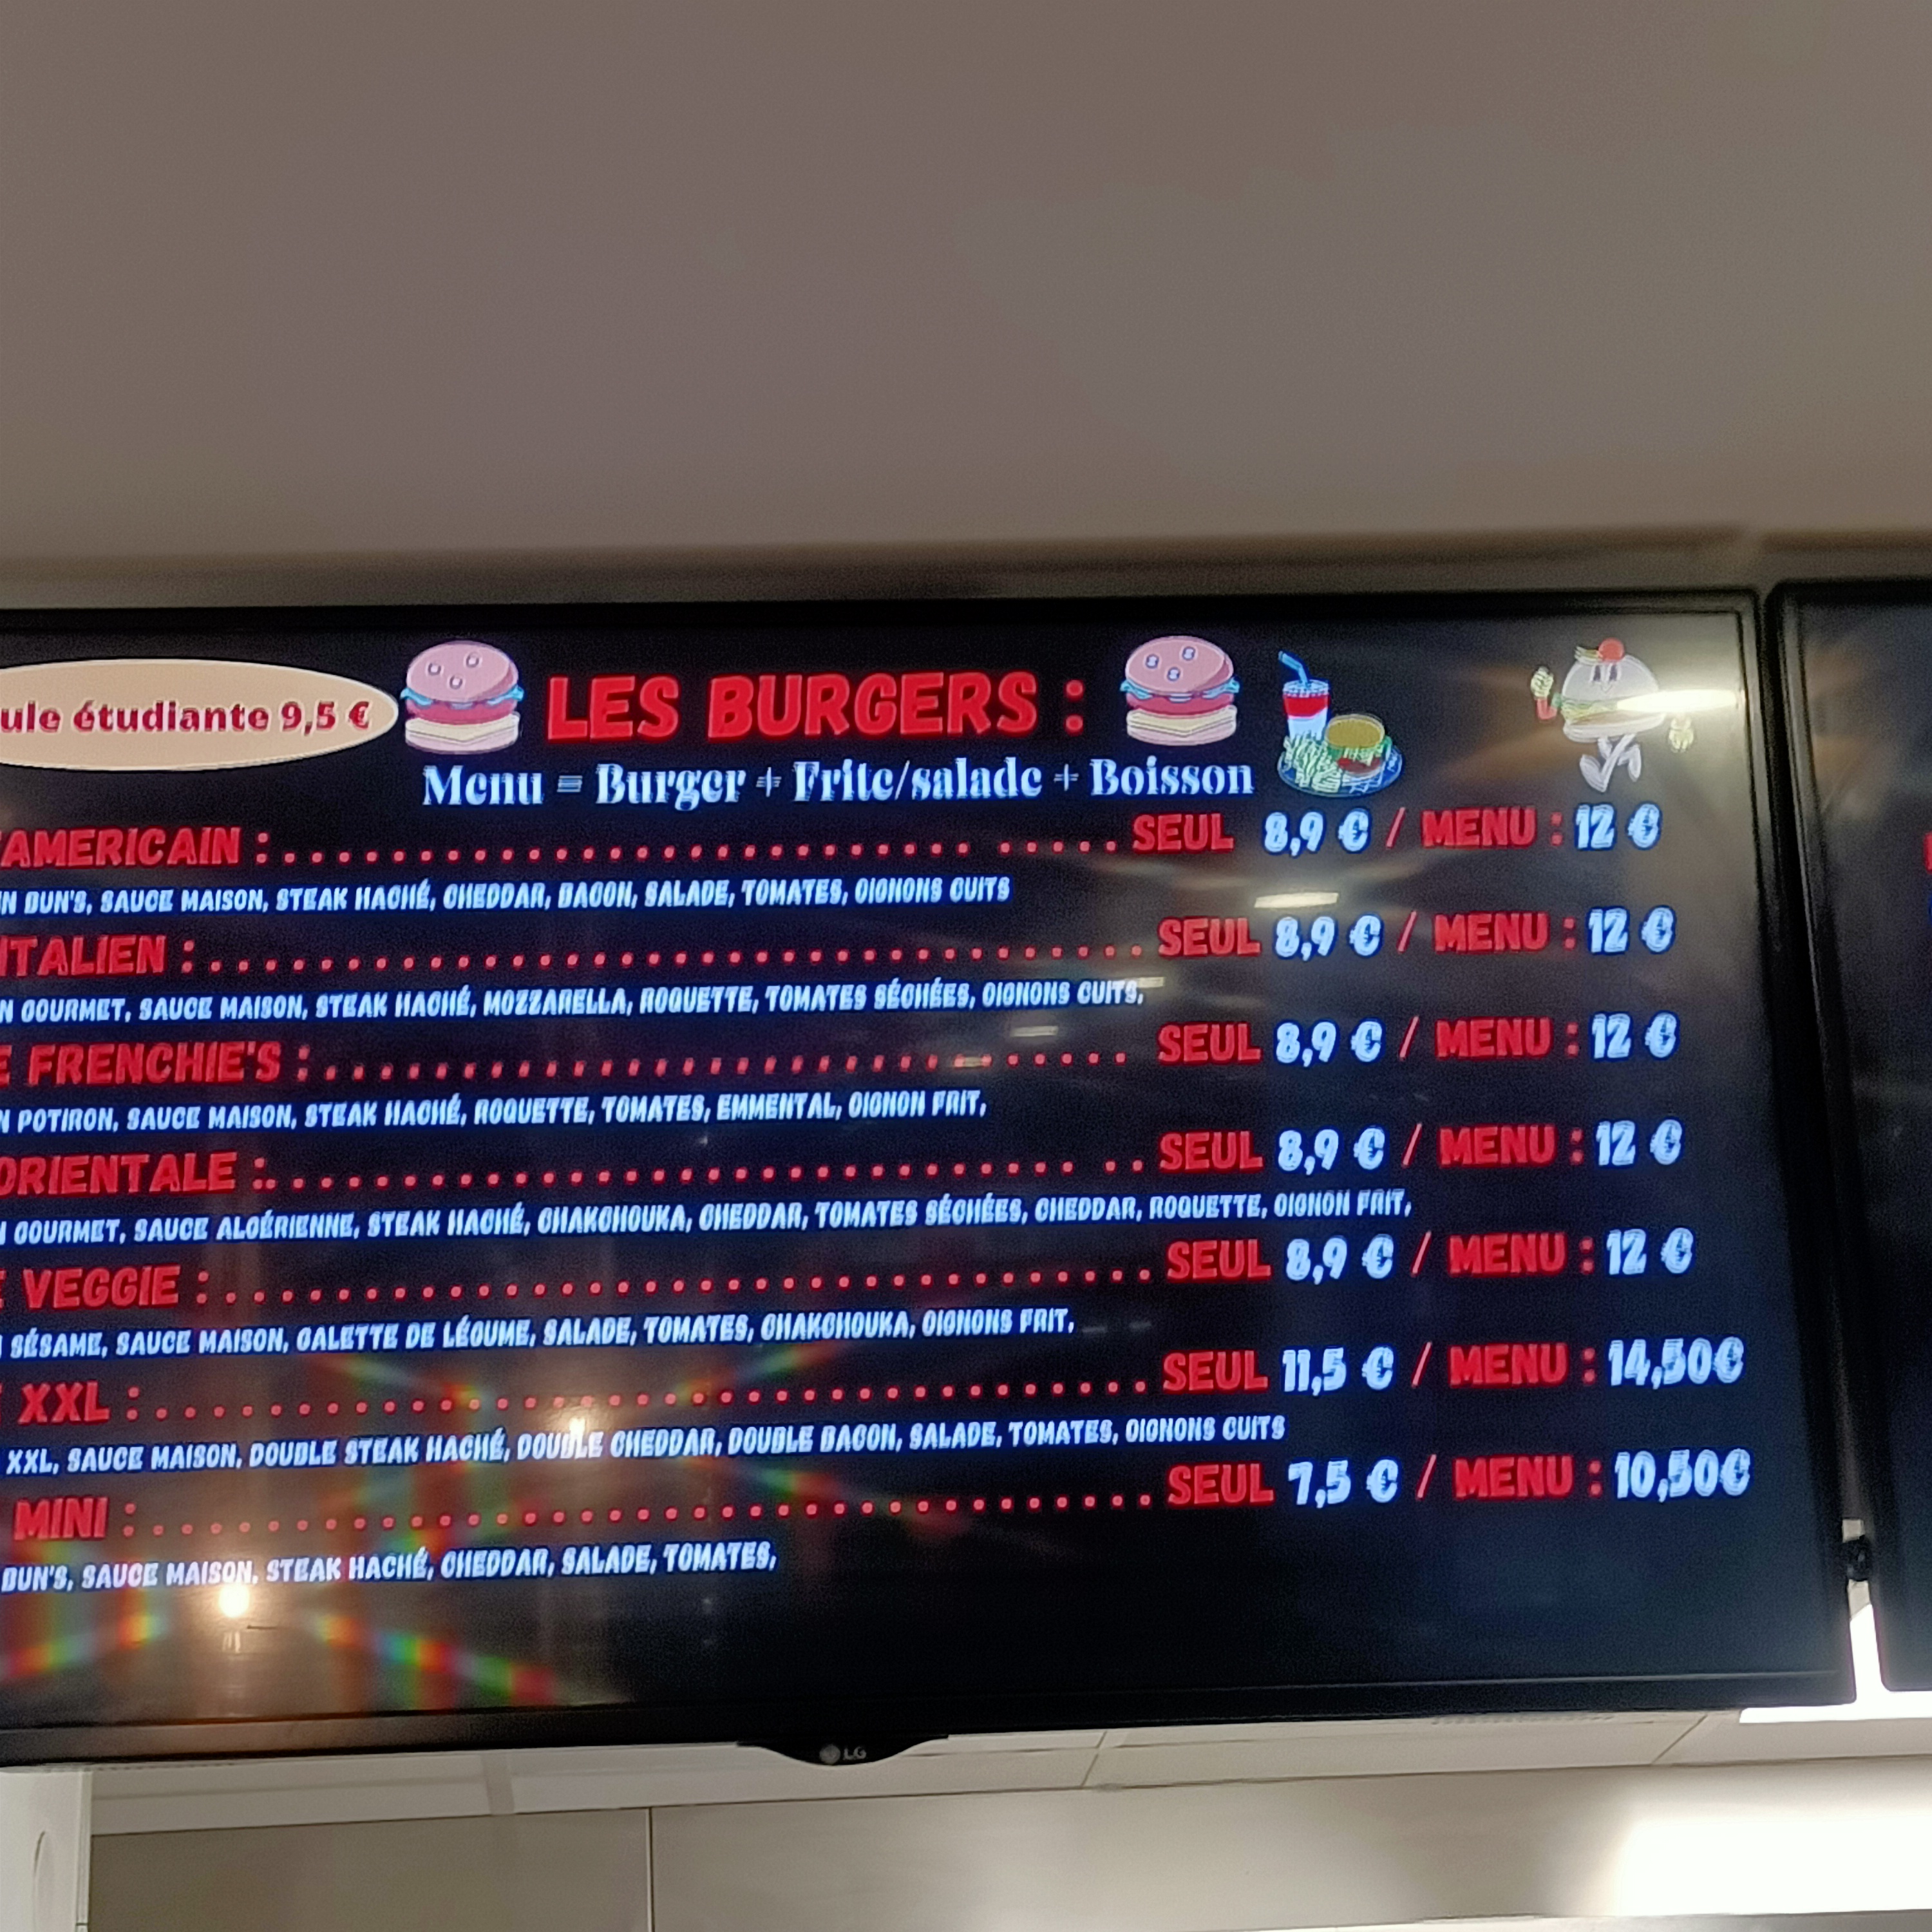 ule étudiante 9,5 €
LES BURGERS :
Menu = Burger + Frite/salade + Boisson
'AMERICAIN : SEUL 8,9 € / MENU : 12 €
N BUN'S, SAUCE MAISON, STEAK HACHÉ, CHEDDAR, BACON, SALADE, TOMATES, OIGNONS CUITS
ITALIEN : SEUL 8,9 € / MENU : 12 €
N GOURMET, SAUCE MAISON, STEAK HACHÉ, MOZZARELLA, ROQUETTE, TOMATES SÉCHÉES, OIGNONS CUITS,
E FRENCHIE'S : SEUL 8,9 € / MENU : 12 €
N POTIRON, SAUCE MAISON, STEAK HACHÉ, ROQUETTE, TOMATES, EMMENTAL, OIGNON FRIT,
ORIENTALE : SEUL 8,9 € / MENU : 12 €
GOURMET, SAUCE ALGÉRIENNE, STEAK HACHÉ, CHAKCHOUKA, CHEDDAR, TOMATES SÉCHÉES, CHEDDAR, ROQUETTE, OIGNON FRIT,
E VEGGIE : SEUL 8,9 € / MENU : 12 €
SÉSAME, SAUCE MAISON, GALETTE DE LÉGUME, SALADE, TOMATES, CHAKCHOUKA, OIGNONS FRIT,
XXL : SEUL 11,5 € / MENU : 14,50€
XXL, SAUCE MAISON, DOUBLE STEAK HACHÉ, DOUBLE CHEDDAR, DOUBLE BACON, SALADE, TOMATES, OIGNONS CUITS
MINI : SEUL 7,5 € / MENU : 10,50€
BUN'S, SAUCE MAISON, STEAK HACHÉ, CHEDDAR, SALADE, TOMATES,
LG